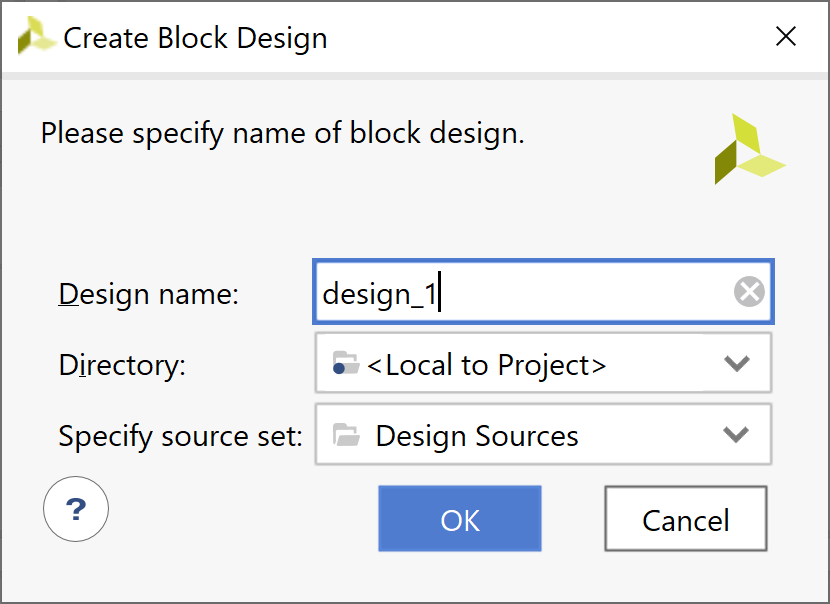 Create Block Design
Please specify name of block design.
Design name: design_1
Directory: <Local to Project>
Specify source set: Design Sources
? OK Cancel